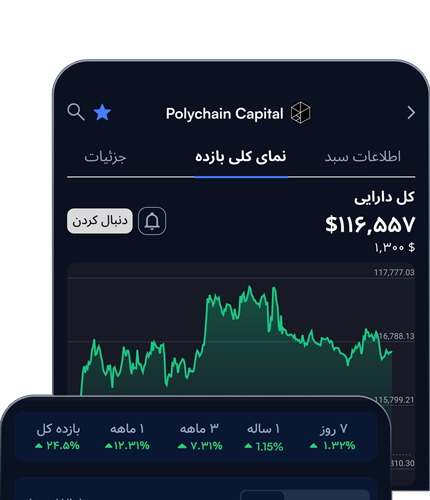 Polychain Capital
اطلاعات سبد
نمای کلی بازده
جزئیات
کل دارایی
$۱۱۶,۵۵۷
۱,۳۰۰ $
دنبال کردن
117,777.03
116,788.13
115,799.21
810.30
۷ روز
۱ ساله
۳ ماهه
۱ ماهه
بازده کل
۱.۳۲%
1.15%
۷.۳۱%
۱۲.۳۱%
۲۴.۵%